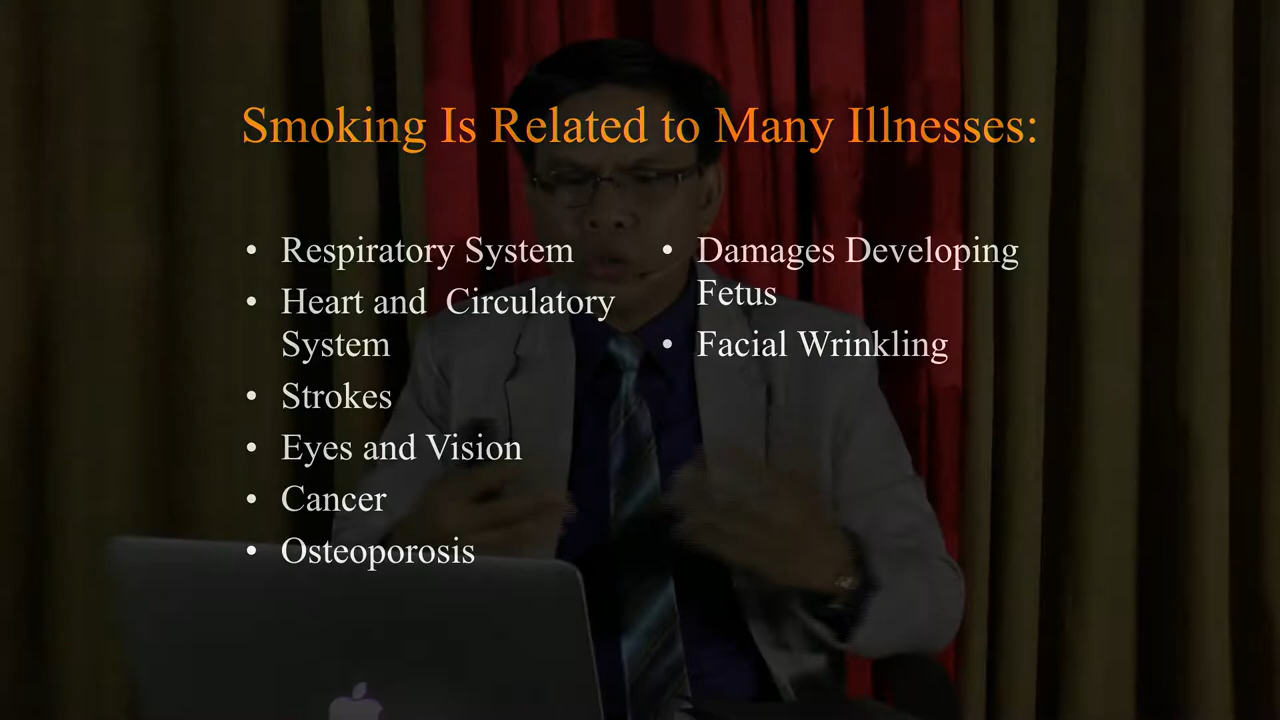 Smoking Is Related to Many Illnesses:
• Respiratory System
• Heart and  Circulatory
System
• Strokes
• Eyes and Vision
• Cancer
• Osteoporosis
• Damages Developing
Fetus
• Facial Wrinkling